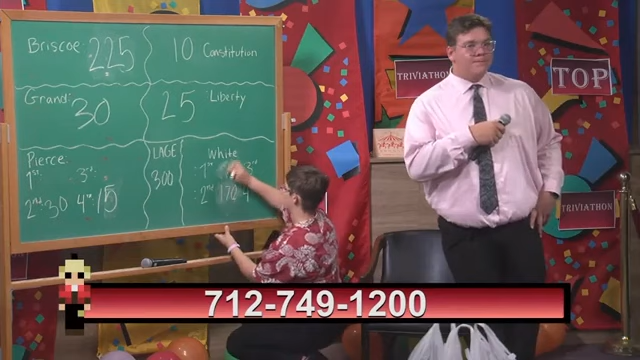 Briscoe 225
10 Constitution
Grand: 30
25 Liberty
Pierce:
1st: 3rd:
2nd: 30 4th: 15
LAGE
300
White
: 1st
: 2nd 170 : 4
TRIVIATHON
TOP
TRIVIATHON
712-749-1200